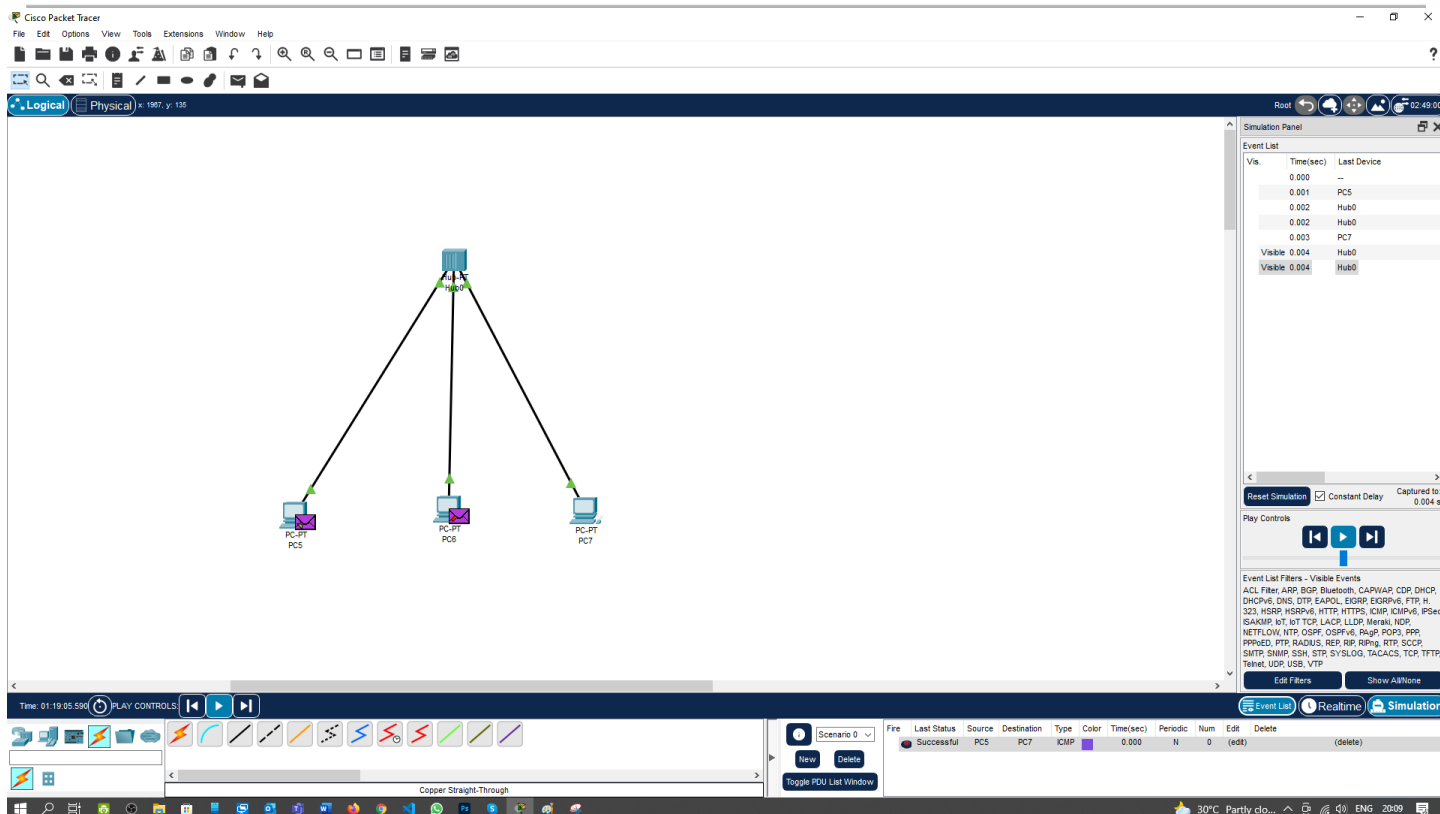 Cisco Packet Tracer
File Edit Options View Tools Extensions Window Help
?
Logical Physical x: 1967, y: 135
Root 02:49:00
Simulation Panel
Event List
Vis. Time(sec) Last Device
0.000 --
0.001 PC5
0.002 Hub0
0.002 Hub0
0.003 PC7
Visible 0.004 Hub0
Visible 0.004 Hub0
Hub-PT
Hub0
PC-PT
PC5
PC-PT
PC6
PC-PT
PC7
Reset Simulation Constant Delay Captured to:
0.004 s
Play Controls
Event List Filters - Visible Events
ACL Filter, ARP, BGP, Bluetooth, CAPWAP, CDP, DHCP,
DHCPv6, DNS, DTP, EAPOL, EIGRP, EIGRPv6, FTP, H.
323, HSRP, HSRPv6, HTTP, HTTPS, ICMP, ICMPv6, IPSec,
ISAKMP, IoT, IoT TCP, LACP, LLDP, Meraki, NDP,
NETFLOW, NTP, OSPF, OSPFv6, PAgP, POP3, PPP,
PPPoED, PTP, RADIUS, REP, RIP, RIPng, RTP, SCCP,
SMTP, SNMP, SSH, STP, SYSLOG, TACACS, TCP, TFTP,
Telnet, UDP, USB, VTP
Edit Filters Show All/None
Time: 01:19:05.590 PLAY CONTROLS:
Event List Realtime Simulation
Scenario 0
New Delete
Toggle PDU List Window
Fire Last Status Source Destination Type Color Time(sec) Periodic Num Edit Delete
Successful PC5 PC7 ICMP 0.000 N 0 (edit) (delete)
Copper Straight-Through
30°C Partly clo... ENG 20:09